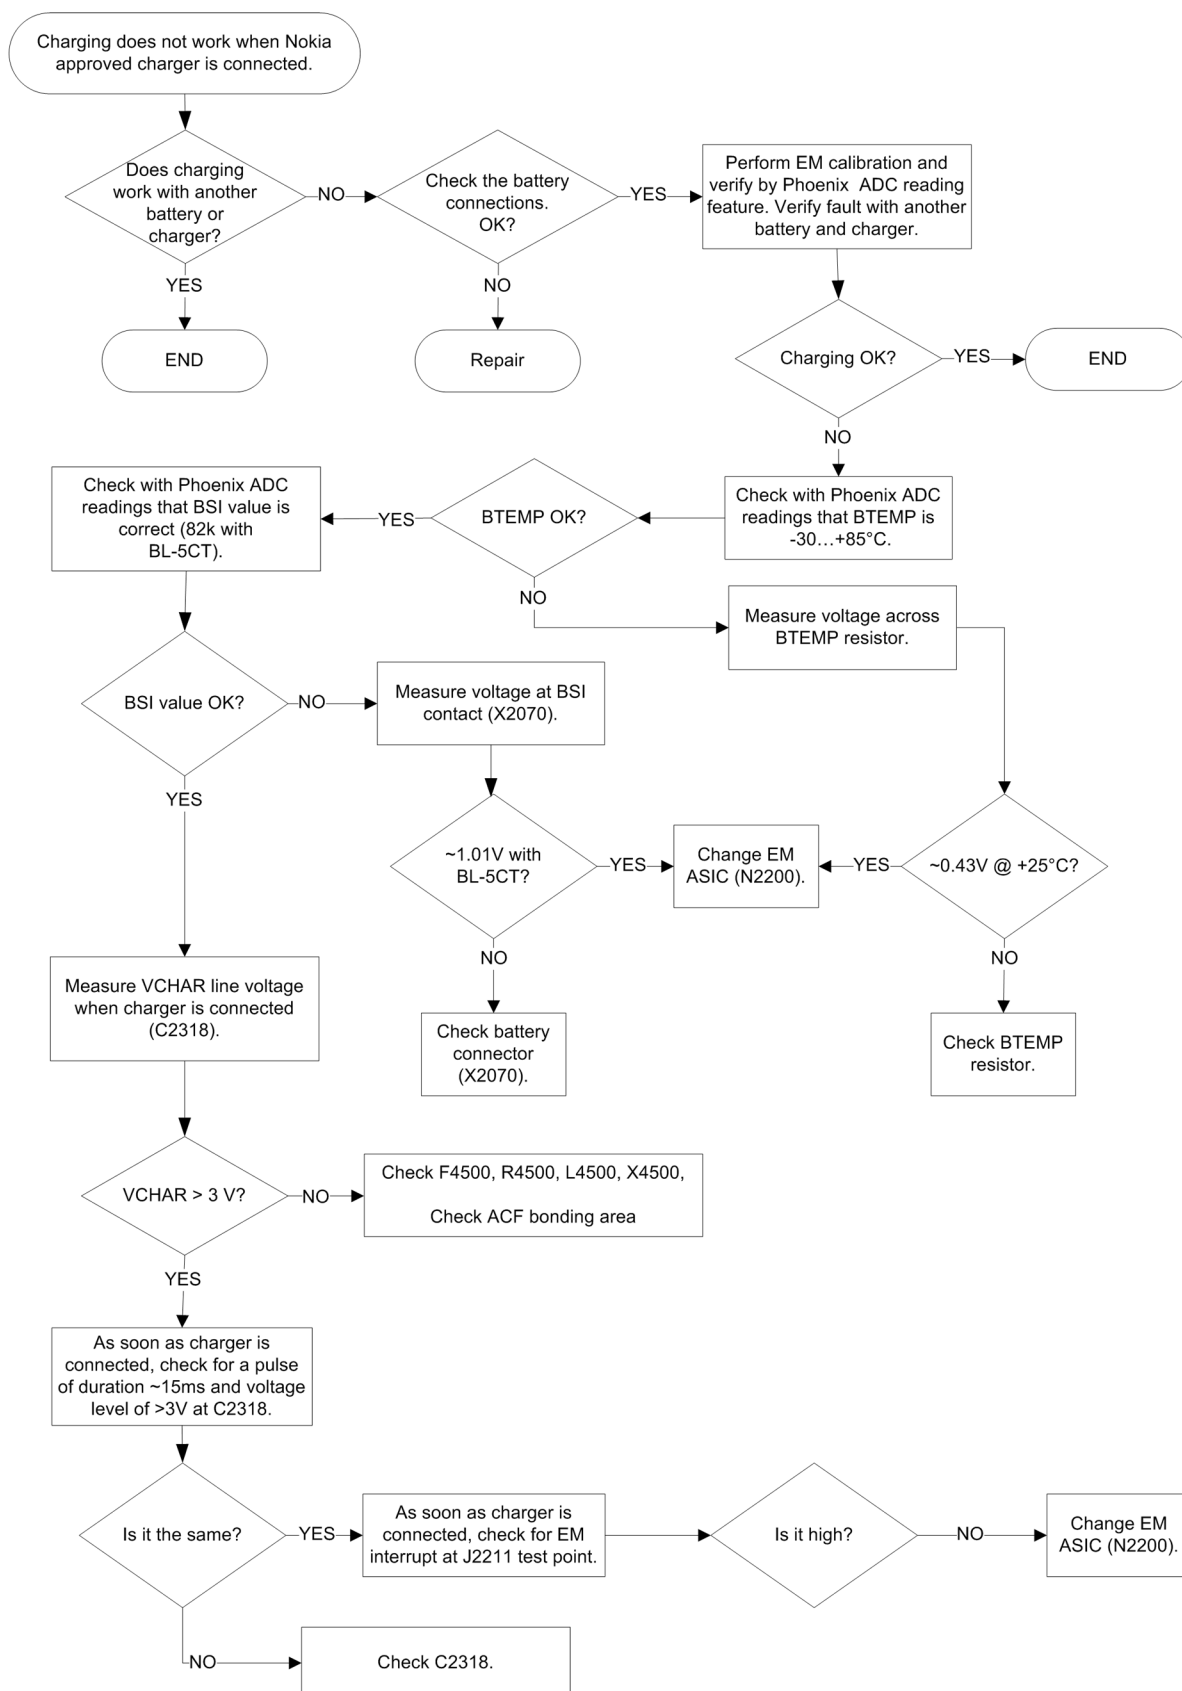 Charging does not work when Nokia
approved charger is connected.
Does charging
work with another
battery or
charger?
NO
Check the battery
connections.
OK?
YES
Perform EM calibration and
verify by Phoenix  ADC reading
feature. Verify fault with another
battery and charger.
YES
NO
END
Repair
Charging OK?
YES
END
NO
Check with Phoenix ADC
readings that BSI value is
correct (82k with
BL-5CT).
YES
BTEMP OK?
Check with Phoenix ADC
readings that BTEMP is
-30…+85°C.
NO
Measure voltage across
BTEMP resistor.
BSI value OK?
NO
Measure voltage at BSI
contact (X2070).
YES
~1.01V with
BL-5CT?
YES
Change EM
ASIC (N2200).
YES
~0.43V @ +25°C?
NO
NO
Measure VCHAR line voltage
when charger is connected
(C2318).
Check battery
connector
(X2070).
Check BTEMP
resistor.
VCHAR > 3 V?
NO
Check F4500, R4500, L4500, X4500,
Check ACF bonding area
YES
As soon as charger is
connected, check for a pulse
of duration ~15ms and voltage
level of >3V at C2318.
Is it the same?
YES
As soon as charger is
connected, check for EM
interrupt at J2211 test point.
Is it high?
NO
Change EM
ASIC (N2200).
NO
Check C2318.